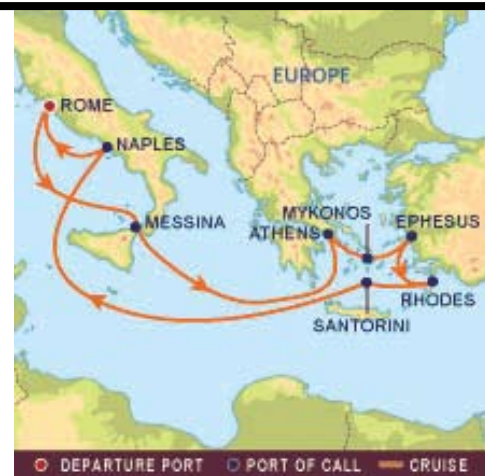 EUROPE
ROME
NAPLES
MESSINA
MYKONOS
ATHENS
EPHESUS
RHODES
SANTORINI
DEPARTURE PORT PORT OF CALL CRUISE